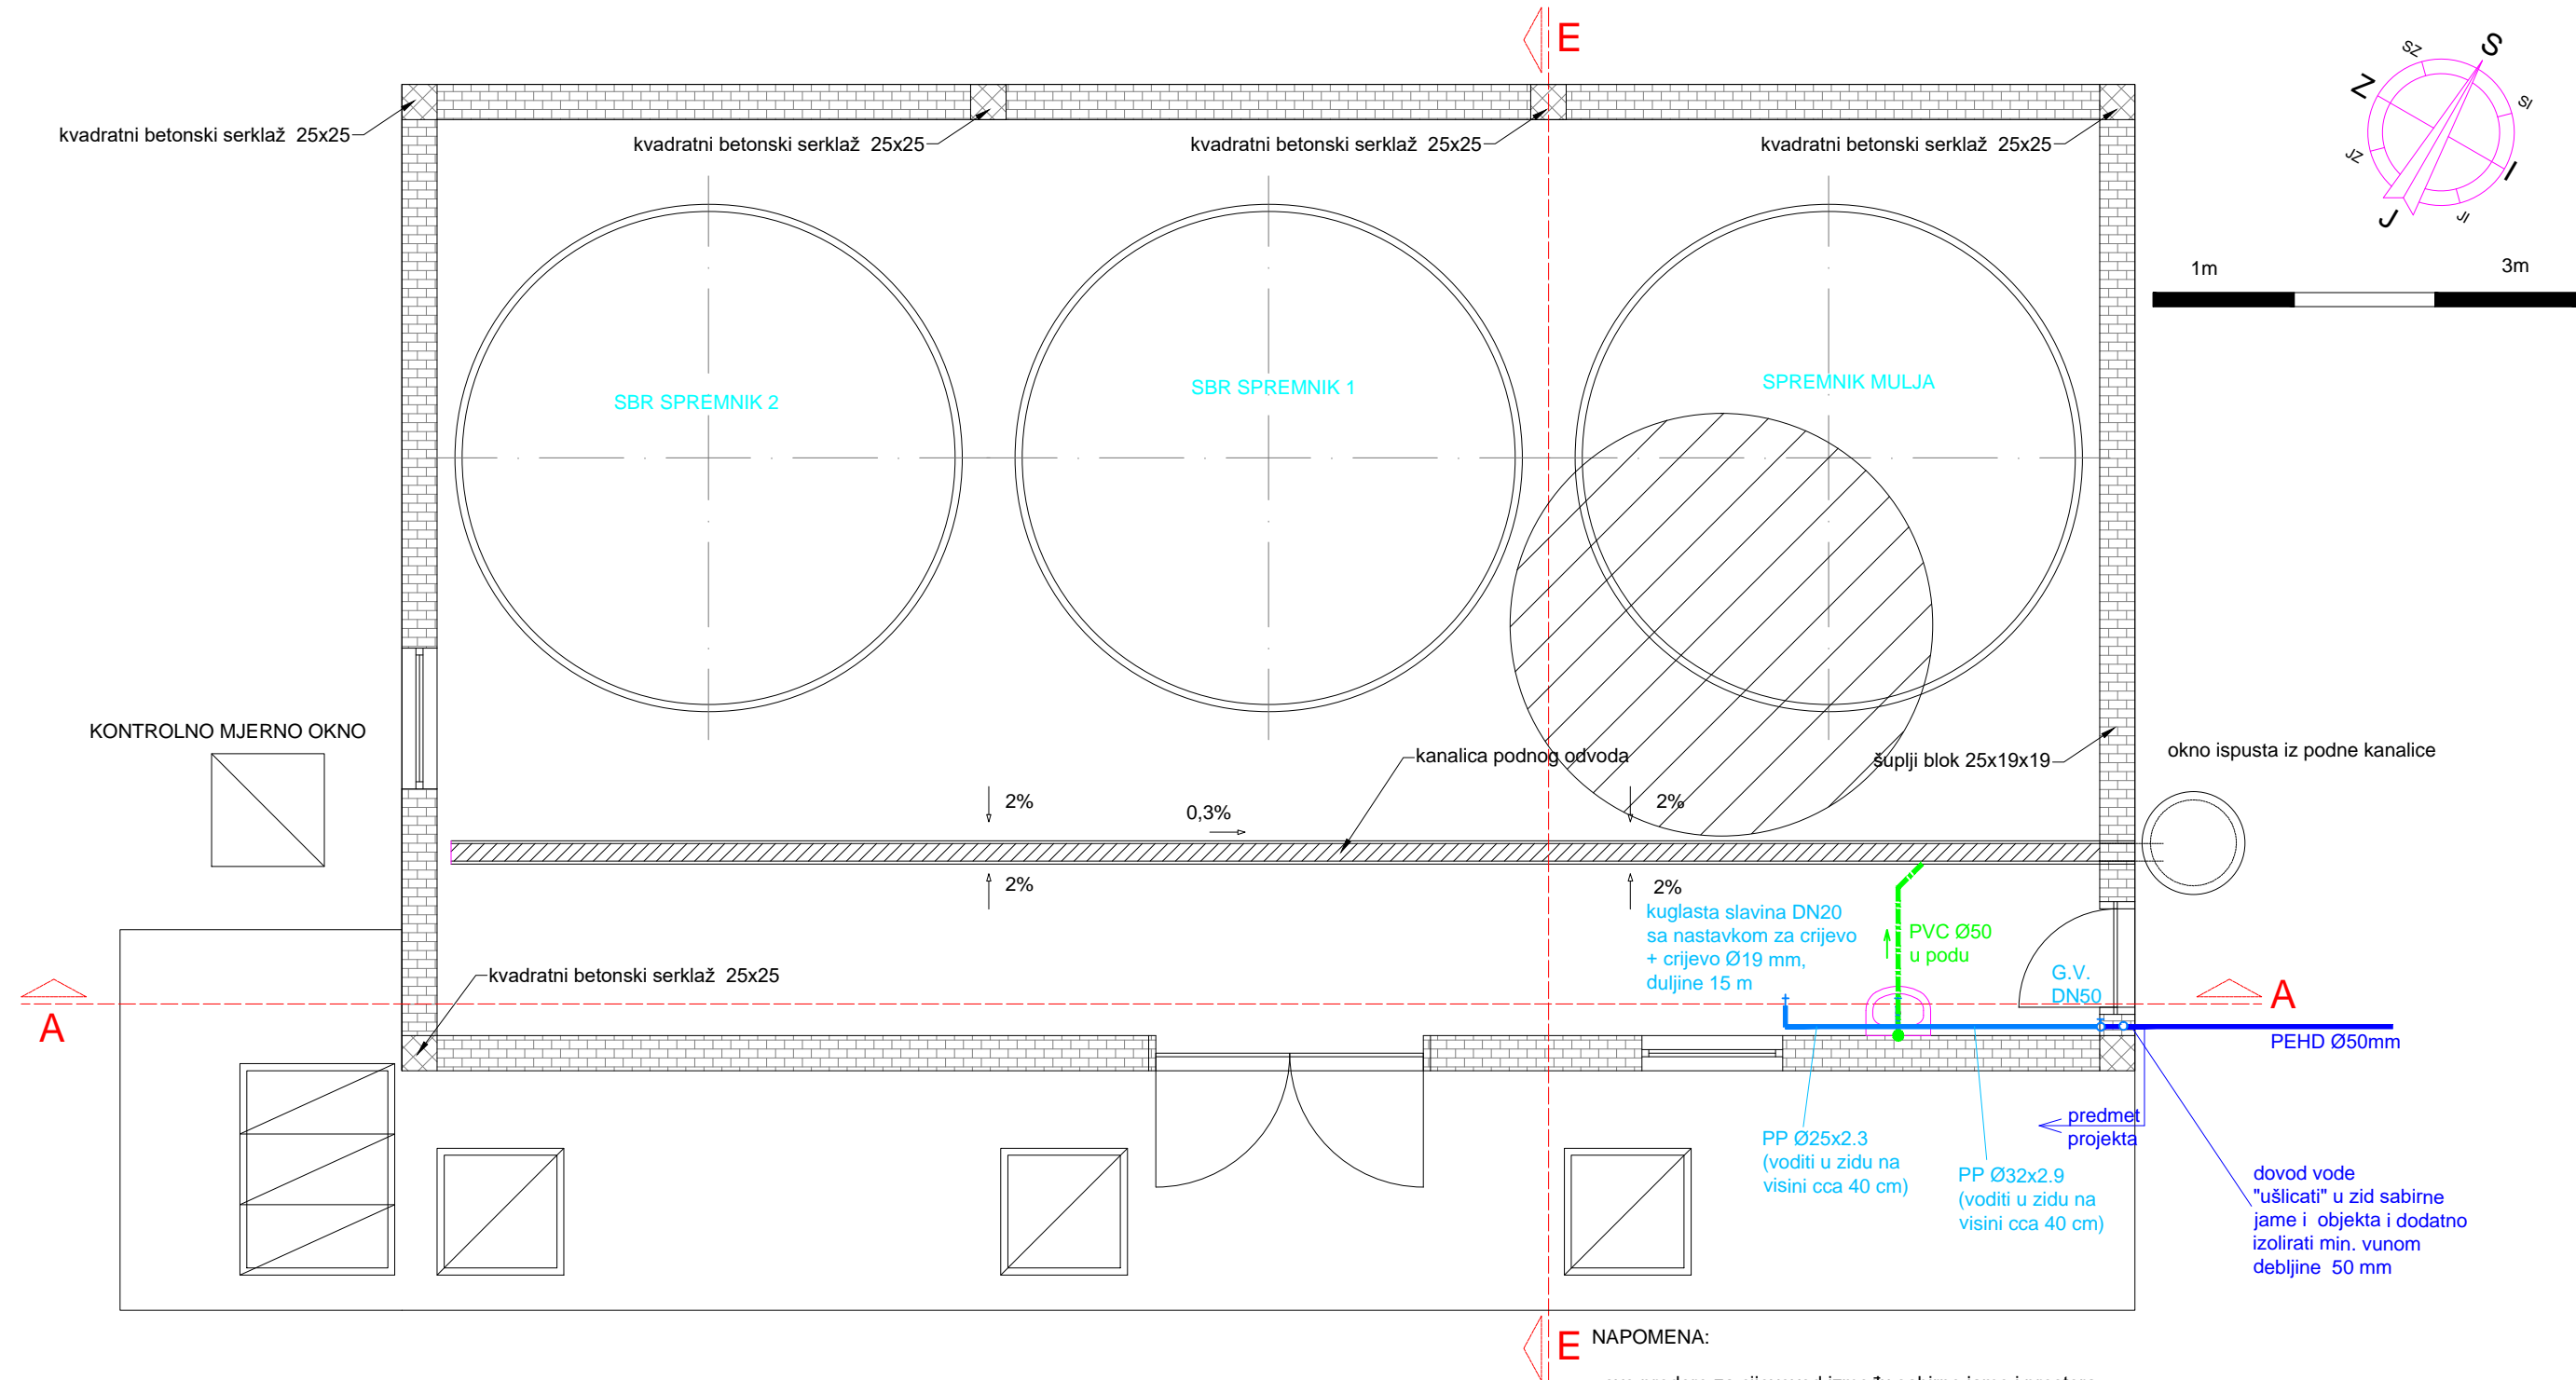 E
S
SZ
Z
SI
JZ
I
JI
J
kvadratni betonski serklaž 25x25
kvadratni betonski serklaž 25x25
kvadratni betonski serklaž 25x25
kvadratni betonski serklaž 25x25
1m
3m
SBR SPREMNIK 2
SBR SPREMNIK 1
SPREMNIK MULJA
KONTROLNO MJERNO OKNO
kanalica podnog odvoda
šuplji blok 25x19x19
okno ispusta iz podne kanalice
2%
0,3%
2%
2%
2%
kuglasta slavina DN20
sa nastavkom za crijevo
+ crijevo Ø19 mm,
duljine 15 m
PVC Ø50
u podu
G.V.
DN50
kvadratni betonski serklaž 25x25
A
A
PEHD Ø50mm
predmet
projekta
PP Ø25x2.3
(voditi u zidu na
visini cca 40 cm)
PP Ø32x2.9
(voditi u zidu na
visini cca 40 cm)
dovod vode
"ušlicati" u zid sabirne
jame i objekta i dodatno
izolirati min. vunom
debljine 50 mm
E
NAPOMENA: